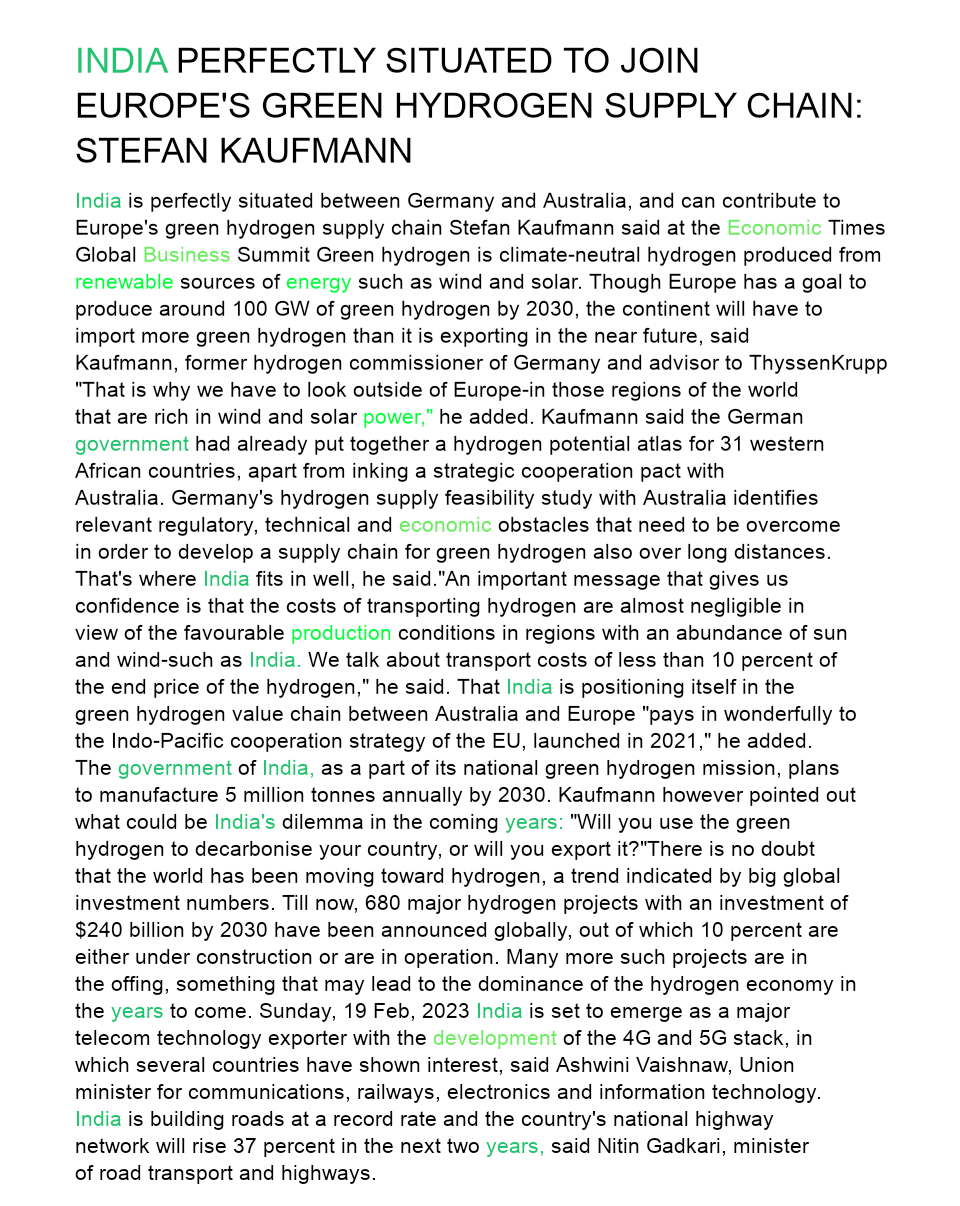 INDIA PERFECTLY SITUATED TO JOIN
EUROPE'S GREEN HYDROGEN SUPPLY CHAIN:
STEFAN KAUFMANN
India is perfectly situated between Germany and Australia, and can contribute to
Europe's green hydrogen supply chain Stefan Kaufmann said at the Economic Times
Global Business Summit Green hydrogen is climate-neutral hydrogen produced from
renewable sources of energy such as wind and solar. Though Europe has a goal to
produce around 100 GW of green hydrogen by 2030, the continent will have to
import more green hydrogen than it is exporting in the near future, said
Kaufmann, former hydrogen commissioner of Germany and advisor to ThyssenKrupp
"That is why we have to look outside of Europe-in those regions of the world
that are rich in wind and solar power," he added. Kaufmann said the German
government had already put together a hydrogen potential atlas for 31 western
African countries, apart from inking a strategic cooperation pact with
Australia. Germany's hydrogen supply feasibility study with Australia identifies
relevant regulatory, technical and economic obstacles that need to be overcome
in order to develop a supply chain for green hydrogen also over long distances.
That's where India fits in well, he said."An important message that gives us
confidence is that the costs of transporting hydrogen are almost negligible in
view of the favourable production conditions in regions with an abundance of sun
and wind-such as India. We talk about transport costs of less than 10 percent of
the end price of the hydrogen," he said. That India is positioning itself in the
green hydrogen value chain between Australia and Europe "pays in wonderfully to
the Indo-Pacific cooperation strategy of the EU, launched in 2021," he added.
The government of India, as a part of its national green hydrogen mission, plans
to manufacture 5 million tonnes annually by 2030. Kaufmann however pointed out
what could be India's dilemma in the coming years: "Will you use the green
hydrogen to decarbonise your country, or will you export it?"There is no doubt
that the world has been moving toward hydrogen, a trend indicated by big global
investment numbers. Till now, 680 major hydrogen projects with an investment of
$240 billion by 2030 have been announced globally, out of which 10 percent are
either under construction or are in operation. Many more such projects are in
the offing, something that may lead to the dominance of the hydrogen economy in
the years to come. Sunday, 19 Feb, 2023 India is set to emerge as a major
telecom technology exporter with the development of the 4G and 5G stack, in
which several countries have shown interest, said Ashwini Vaishnaw, Union
minister for communications, railways, electronics and information technology.
India is building roads at a record rate and the country's national highway
network will rise 37 percent in the next two years, said Nitin Gadkari, minister
of road transport and highways.